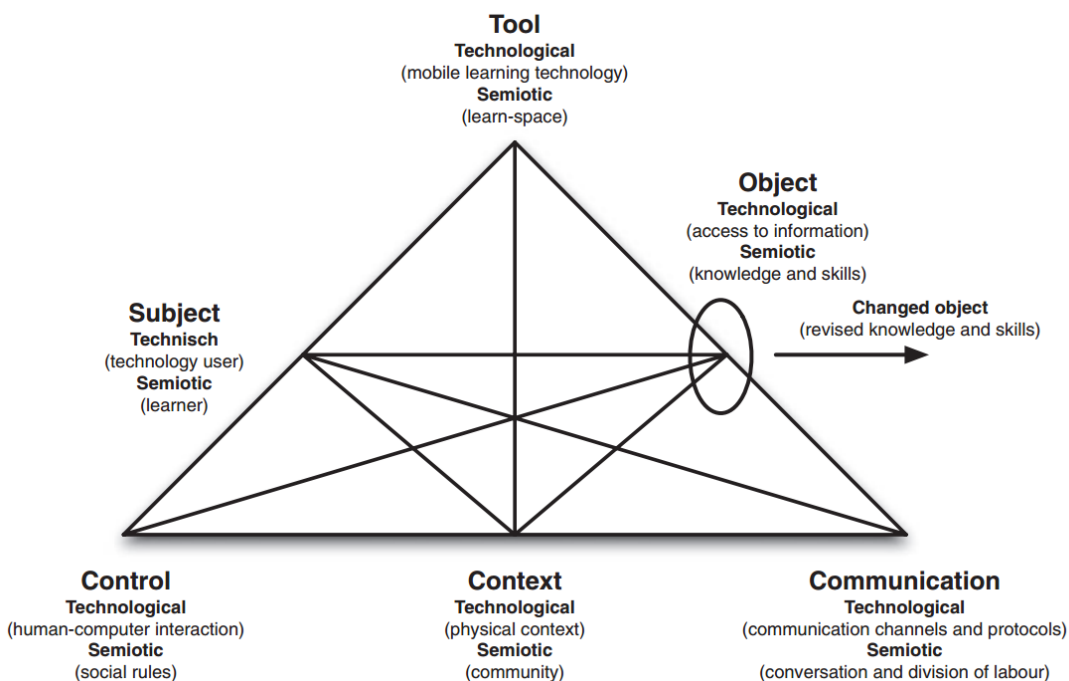 Tool
Technological
(mobile learning technology)
Semiotic
(learn-space)
Object
Technological
(access to information)
Semiotic
(knowledge and skills)
Changed object
(revised knowledge and skills)
Subject
Technisch
(technology user)
Semiotic
(learner)
Control
Technological
(human-computer interaction)
Semiotic
(social rules)
Context
Technological
(physical context)
Semiotic
(community)
Communication
Technological
(communication channels and protocols)
Semiotic
(conversation and division of labour)